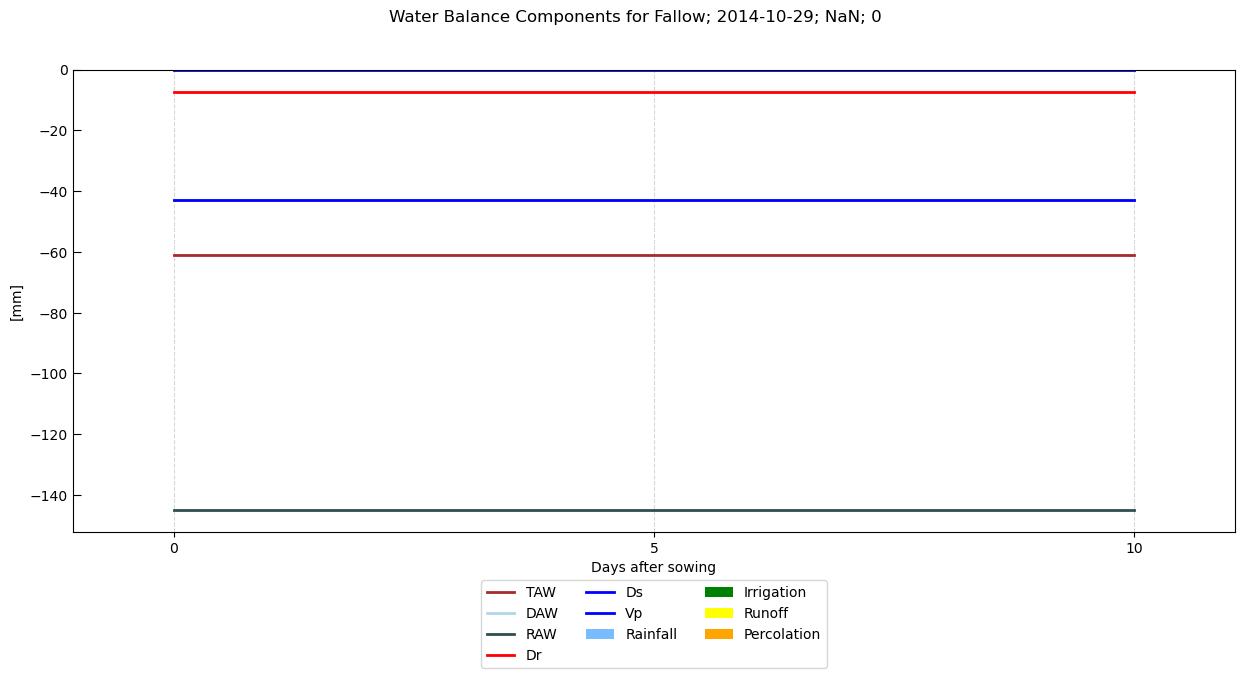 Water Balance Components for Fallow; 2014-10-29; NaN; 0
0
−20
−40
−60
−80
−100
−120
−140
[mm]
0 5 10
Days after sowing
TAW Ds Irrigation
DAW Vp Runoff
RAW Rainfall Percolation
Dr